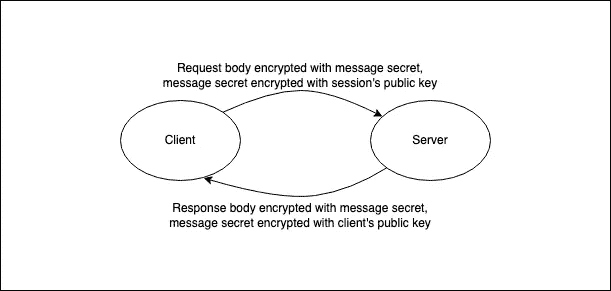 Request body encrypted with message secret,
message secret encrypted with session's public key
Client
Server
Response body encrypted with message secret,
message secret encrypted with client's public key